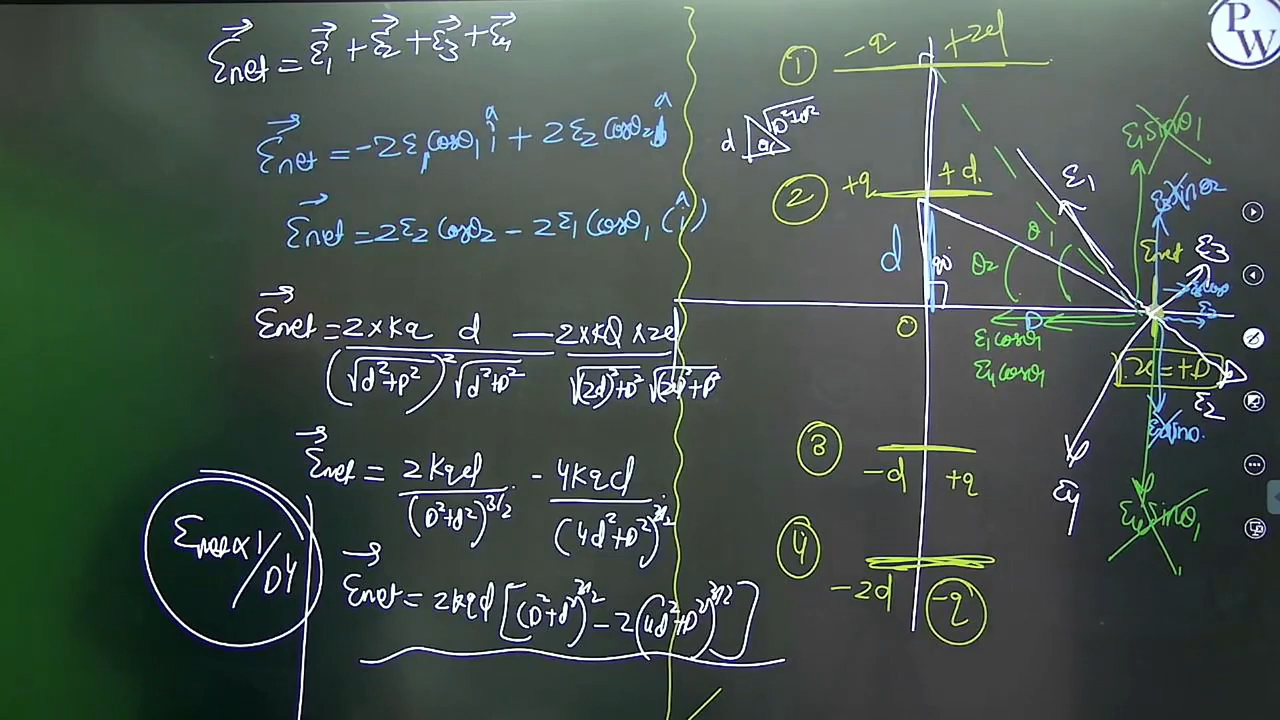 E⃗net = E⃗1 + E⃗2 + E⃗3 + E⃗4
E⃗net = -2E1 cosθ1 î + 2E2 cosθ2
E⃗net = 2E2 cosθ2 - 2E1 cosθ1 (î)
E⃗net = 2×kq d / (√d²+D²)² √d²+D² - 2×kQ×2d / √(2d)²+D² √(2d)²+D²
E⃗net = 2kqd / (D²+d²)^3/2 - 4kqd / (4d²+D²)^3/2
Enet ∝ 1/D4
E⃗net = 2kqd [(D²+d²)^3/2 - 2(4d²+D²)^3/2]
PW
1 -q +2d
d √D²+d²
2 +q +d
E1
E1 sinθ1
E2 sinθ2
d 90° θ2 θ1
Enet E3
O D
E2
E1 cosθ1
E4 cosθ1
E2
3 -d +q
E4
E4 sinθ1
4 -2d -q